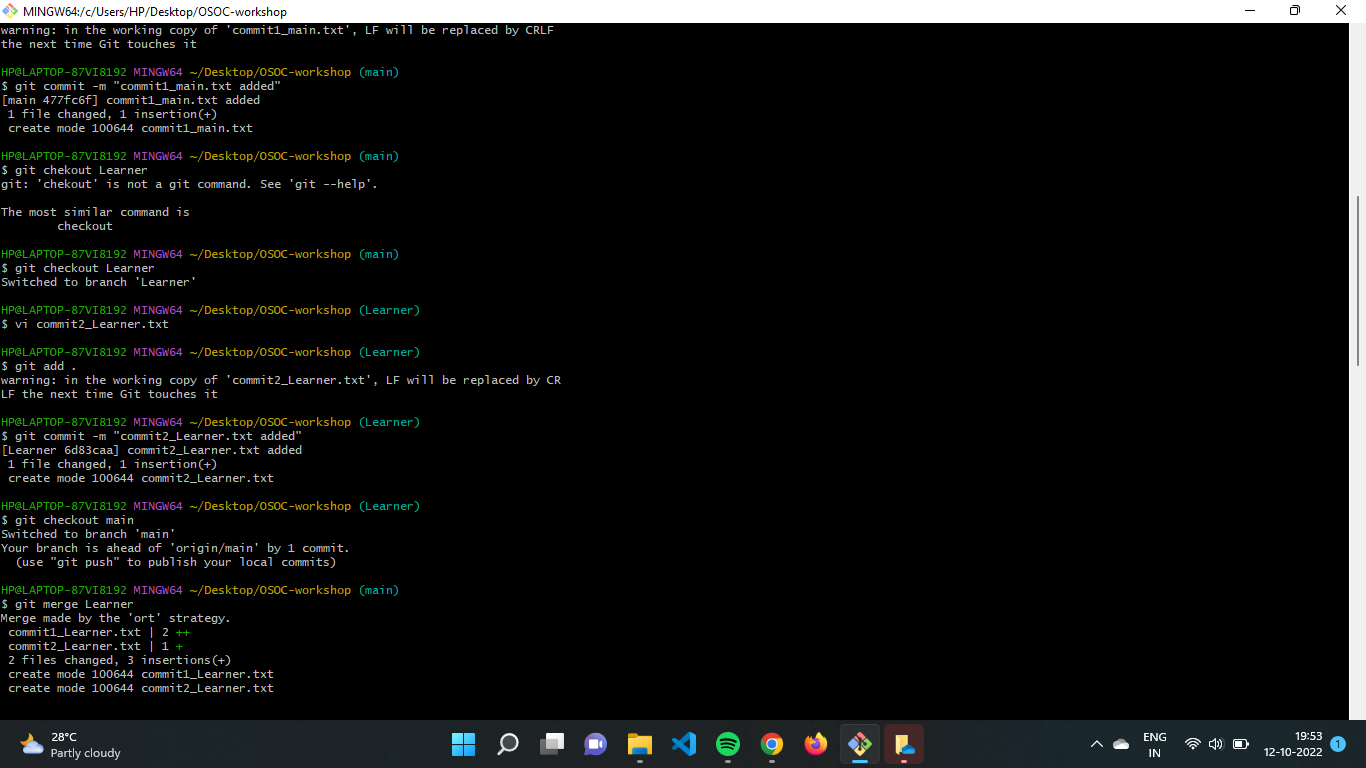 MINGW64:/c/Users/HP/Desktop/OSOC-workshop
warning: in the working copy of 'commit1_main.txt', LF will be replaced by CRLF
the next time Git touches it
HP@LAPTOP-87VI8192 MINGW64 ~/Desktop/OSOC-workshop (main)
$ git commit -m "commit1_main.txt added"
[main 477fc6f] commit1_main.txt added
 1 file changed, 1 insertion(+)
 create mode 100644 commit1_main.txt
HP@LAPTOP-87VI8192 MINGW64 ~/Desktop/OSOC-workshop (main)
$ git chekout Learner
git: 'chekout' is not a git command. See 'git --help'.
The most similar command is
        checkout
HP@LAPTOP-87VI8192 MINGW64 ~/Desktop/OSOC-workshop (main)
$ git checkout Learner
Switched to branch 'Learner'
HP@LAPTOP-87VI8192 MINGW64 ~/Desktop/OSOC-workshop (Learner)
$ vi commit2_Learner.txt
HP@LAPTOP-87VI8192 MINGW64 ~/Desktop/OSOC-workshop (Learner)
$ git add .
warning: in the working copy of 'commit2_Learner.txt', LF will be replaced by CR
LF the next time Git touches it
HP@LAPTOP-87VI8192 MINGW64 ~/Desktop/OSOC-workshop (Learner)
$ git commit -m "commit2_Learner.txt added"
[Learner 6d83caa] commit2_Learner.txt added
 1 file changed, 1 insertion(+)
 create mode 100644 commit2_Learner.txt
HP@LAPTOP-87VI8192 MINGW64 ~/Desktop/OSOC-workshop (Learner)
$ git checkout main
Switched to branch 'main'
Your branch is ahead of 'origin/main' by 1 commit.
  (use "git push" to publish your local commits)
HP@LAPTOP-87VI8192 MINGW64 ~/Desktop/OSOC-workshop (main)
$ git merge Learner
Merge made by the 'ort' strategy.
 commit1_Learner.txt | 2 ++
 commit2_Learner.txt | 1 +
 2 files changed, 3 insertions(+)
 create mode 100644 commit1_Learner.txt
 create mode 100644 commit2_Learner.txt
28°C
Partly cloudy
ENG
IN
19:53
12-10-2022
1